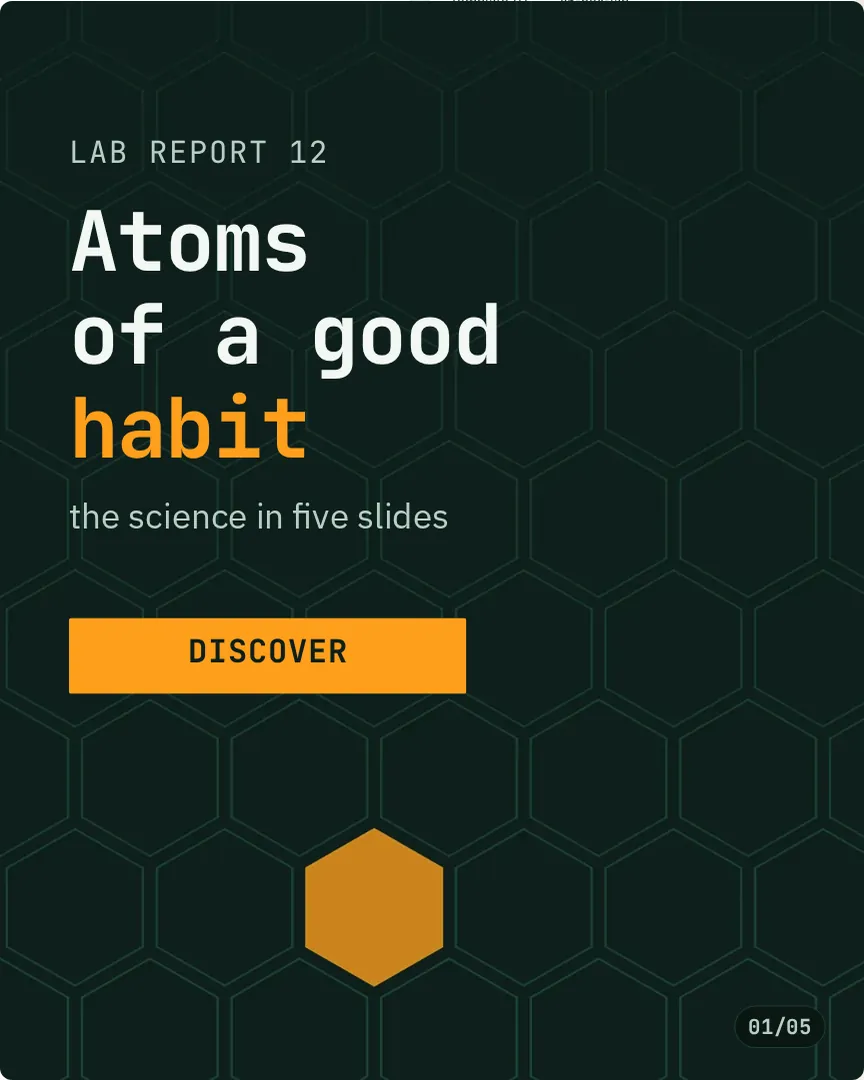 LAB REPORT 12
Atoms
of a good
habit
the science in five slides
DISCOVER
01/05